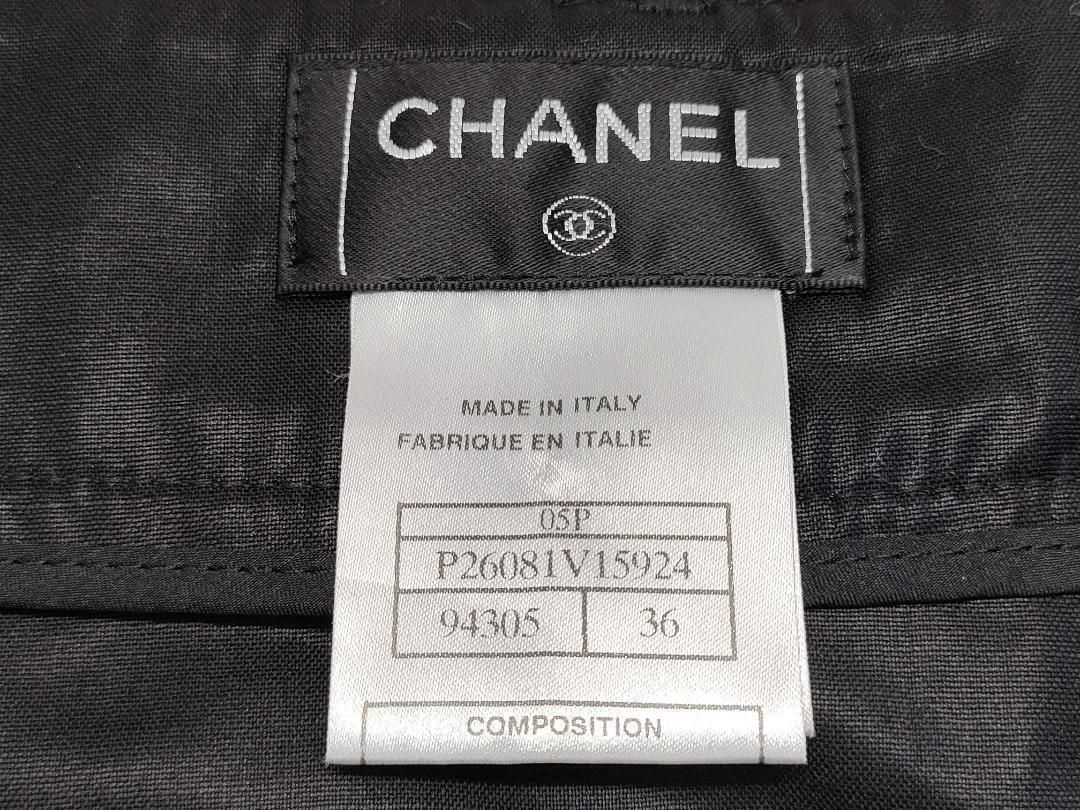 CHANEL
MADE IN ITALY
FABRIQUE EN ITALIE
05P
P26081V15924
94305 36
COMPOSITION